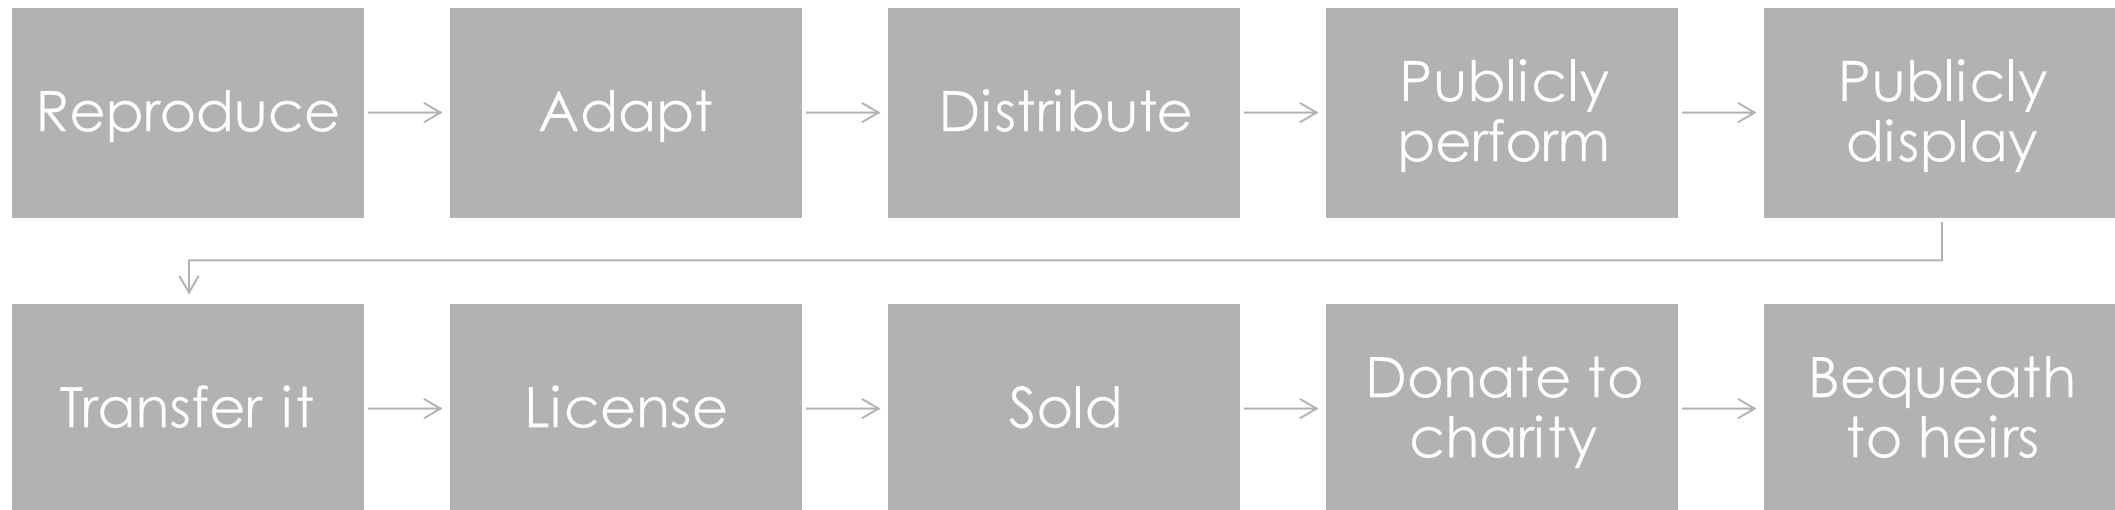 Reproduce
Adapt
Distribute
Publicly
perform
Publicly
display
Transfer it
License
Sold
Donate to
charity
Bequeath
to heirs